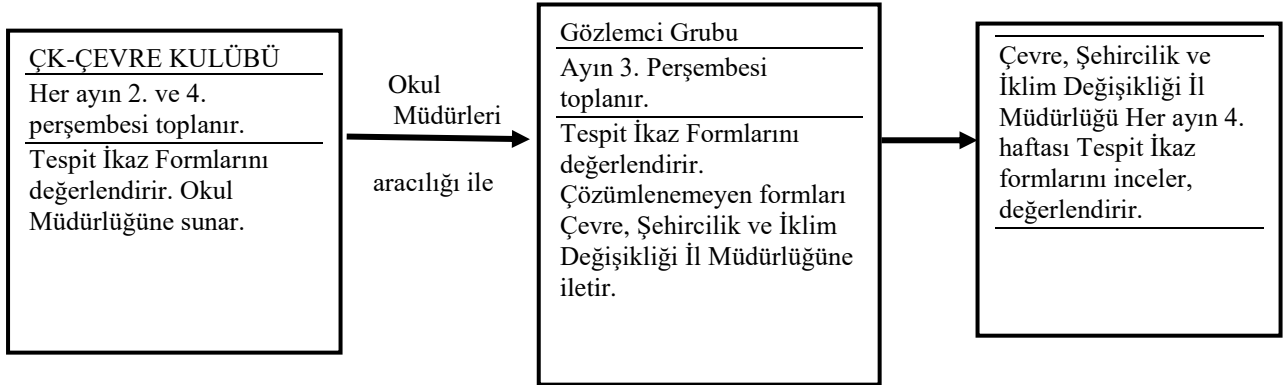 ÇK-ÇEVRE KULÜBÜ
Her ayın 2. ve 4.
perşembesi toplanır.
Tespit İkaz Formlarını
değerlendirir. Okul
Müdürlüğüne sunar.
Okul
Müdürleri
aracılığı ile
Gözlemci Grubu
Ayın 3. Perşembesi
toplanır.
Tespit İkaz Formlarını
değerlendirir.
Çözümlenemeyen formları
Çevre, Şehircilik ve İklim
Değişikliği İl Müdürlüğüne
iletir.
Çevre, Şehircilik ve
İklim Değişikliği İl
Müdürlüğü Her ayın 4.
haftası Tespit İkaz
formlarını inceler,
değerlendirir.